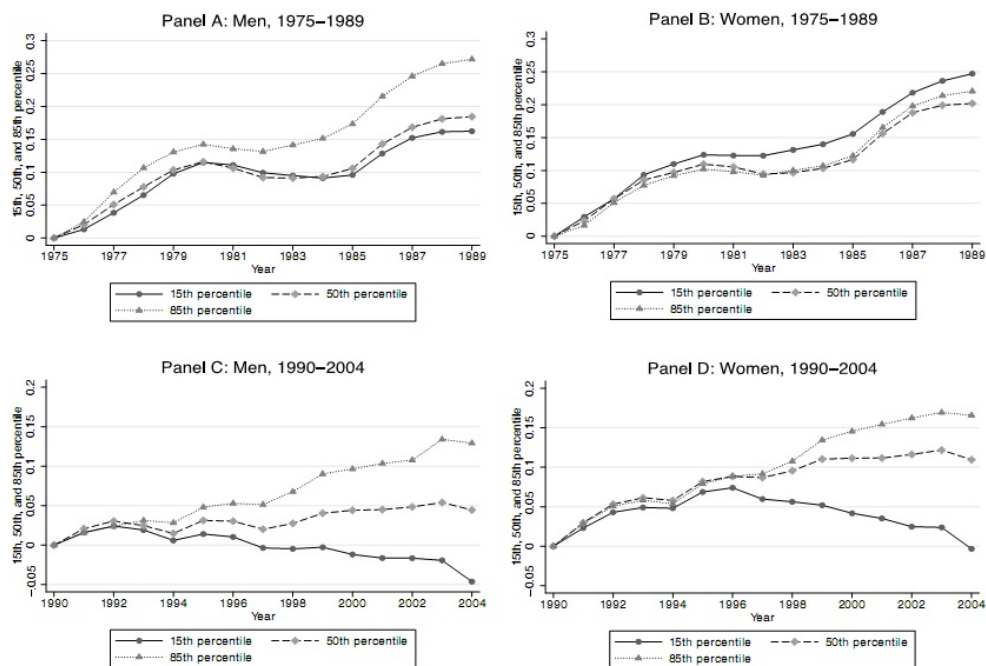 Panel A: Men, 1975–1989
15th, 50th, and 85th percentile
0.3
0.25
0.2
0.15
0.1
0.05
0
1975 1977 1979 1981 1983 1985 1987 1989
Year
15th percentile 50th percentile
85th percentile
Panel B: Women, 1975–1989
15th, 50th, and 85th percentile
0.3
0.25
0.2
0.15
0.1
0.05
0
1975 1977 1979 1981 1983 1985 1987 1989
Year
15th percentile 50th percentile
85th percentile
Panel C: Men, 1990–2004
15th, 50th, and 85th percentile
0.2
0.15
0.1
0.05
0
−0.05
1990 1992 1994 1996 1998 2000 2002 2004
Year
15th percentile 50th percentile
85th percentile
Panel D: Women, 1990–2004
15th, 50th, and 85th percentile
0.2
0.15
0.1
0.05
0
−0.05
1990 1992 1994 1996 1998 2000 2002 2004
Year
15th percentile 50th percentile
85th percentile